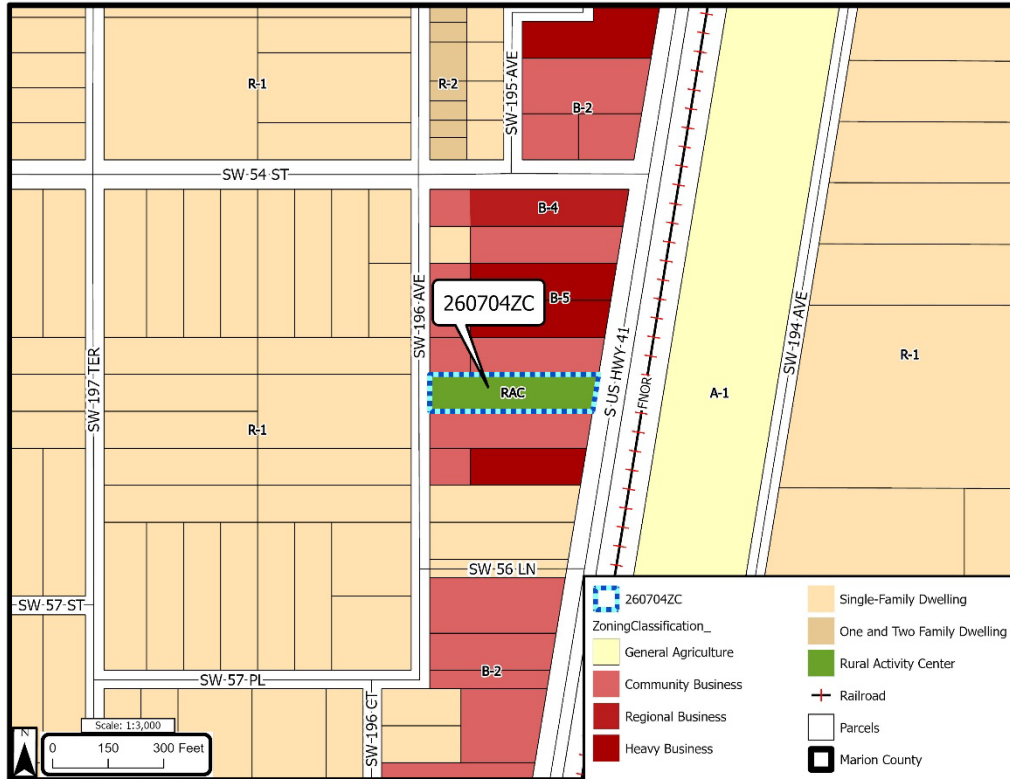 R-1
R-2
SW 195 AVE
B-2
SW 54 ST
B-4
SW 196 AVE
260704ZC
B-5
S US HWY 41
FNOR
SW 194 AVE
R-1
RAC
A-1
SW 197 TER
R-1
SW 56 LN
SW 57 ST
B-2
SW 57 PL
SW 196 CT
N
Scale: 1:3,000
0 150 300 Feet
260704ZC
ZoningClassification_
General Agriculture
Community Business
Regional Business
Heavy Business
Single-Family Dwelling
One and Two Family Dwelling
Rural Activity Center
Railroad
Parcels
Marion County